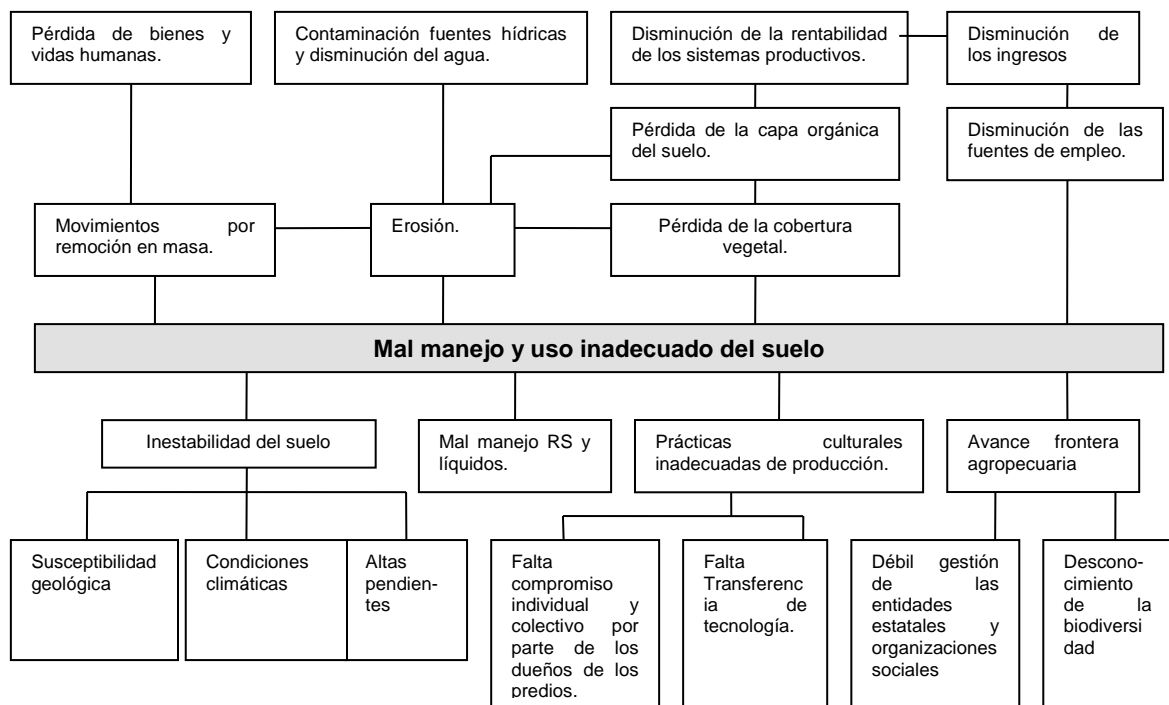 Pérdida de bienes y
vidas humanas.
Contaminación fuentes hídricas
y disminución del agua.
Disminución de la rentabilidad
de los sistemas productivos.
Disminución de
los ingresos
Pérdida de la capa orgánica
del suelo.
Disminución de las
fuentes de empleo.
Movimientos por
remoción en masa.
Erosión.
Pérdida de la cobertura
vegetal.
Mal manejo y uso inadecuado del suelo
Inestabilidad del suelo
Mal manejo RS y
líquidos.
Prácticas culturales
inadecuadas de producción.
Avance frontera
agropecuaria
Susceptibilidad
geológica
Condiciones
climáticas
Altas
pendien-
tes
Falta
compromiso
individual y
colectivo por
parte de los
dueños de los
predios.
Falta
Transferenc
ia de
tecnología.
Débil gestión
de las
entidades
estatales y
organizaciones
sociales
Descono-
cimiento
de la
biodiversi
dad